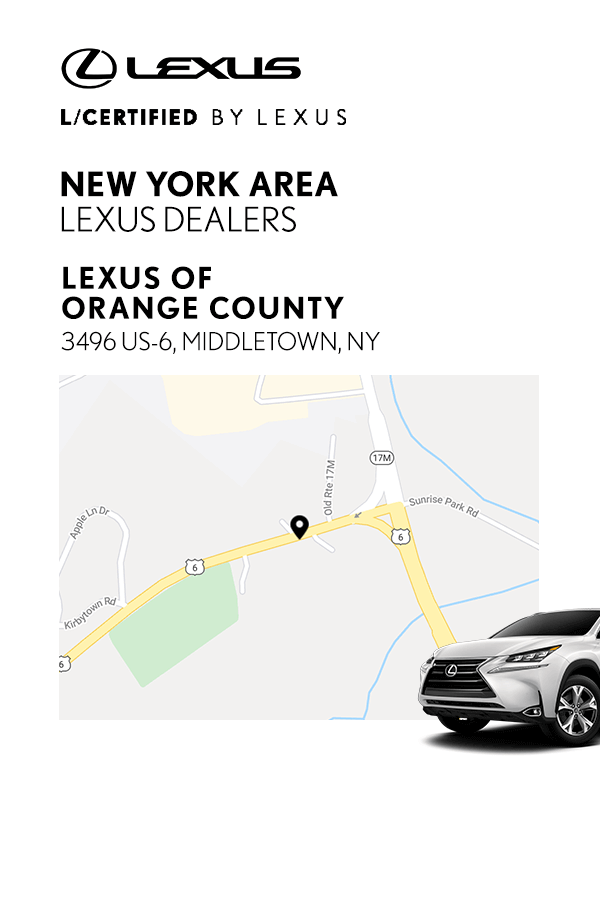 LEXUS
L/CERTIFIED BY LEXUS
NEW YORK AREA
LEXUS DEALERS
LEXUS OF
ORANGE COUNTY
3496 US-6, MIDDLETOWN, NY
17M
Old Rte 17M
Sunrise Park Rd
Apple Ln Dr
6
6
Kirbytown Rd
6